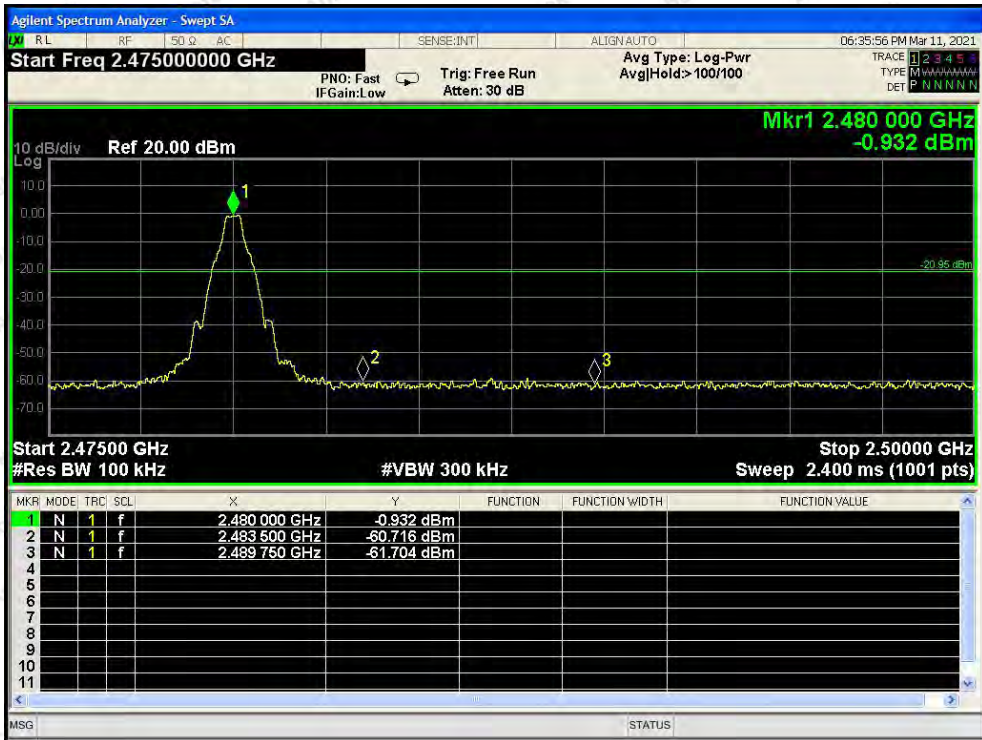 Agilent Spectrum Analyzer - Swept SA
LXI RL RF 50 Ω AC SENSE:INT ALIGN AUTO 06:35:56 PM Mar 11, 2021
Start Freq 2.475000000 GHz
PNO: Fast
IFGain:Low
Trig: Free Run
Atten: 30 dB
Avg Type: Log-Pwr
Avg|Hold:>100/100
TRACE 1 2 3 4 5 6
TYPE M WWWWW
DET P N N N N N
Mkr1 2.480 000 GHz
-0.932 dBm
10 dB/div Ref 20.00 dBm
Log
10.0
0.00
-10.0
-20.0
-30.0
-40.0
-50.0
-60.0
-70.0
1
-20.95 dBm
2
3
Start 2.47500 GHz Stop 2.50000 GHz
#Res BW 100 kHz #VBW 300 kHz Sweep 2.400 ms (1001 pts)
MKR MODE TRC SCL X Y FUNCTION FUNCTION WIDTH FUNCTION VALUE
1 N 1 f 2.480 000 GHz -0.932 dBm
2 N 1 f 2.483 500 GHz -60.716 dBm
3 N 1 f 2.489 750 GHz -61.704 dBm
4
5
6
7
8
9
10
11
MSG STATUS